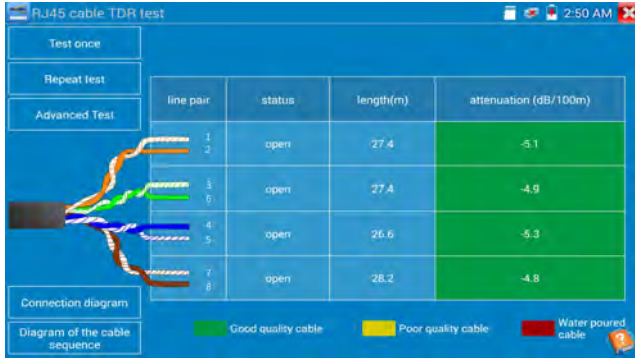 RJ45 cable TDR test
2:50 AM
Test once
Repeat test
Advanced Test
line pair status length(m) attenuation (dB/100m)
1
2
open 27.4 -5.1
3
6
open 27.4 -4.9
4
5
open 26.6 -5.3
7
8
open 28.2 -4.8
Connection diagram
Diagram of the cable
sequence
Good quality cable Poor quality cable Water poured
cable